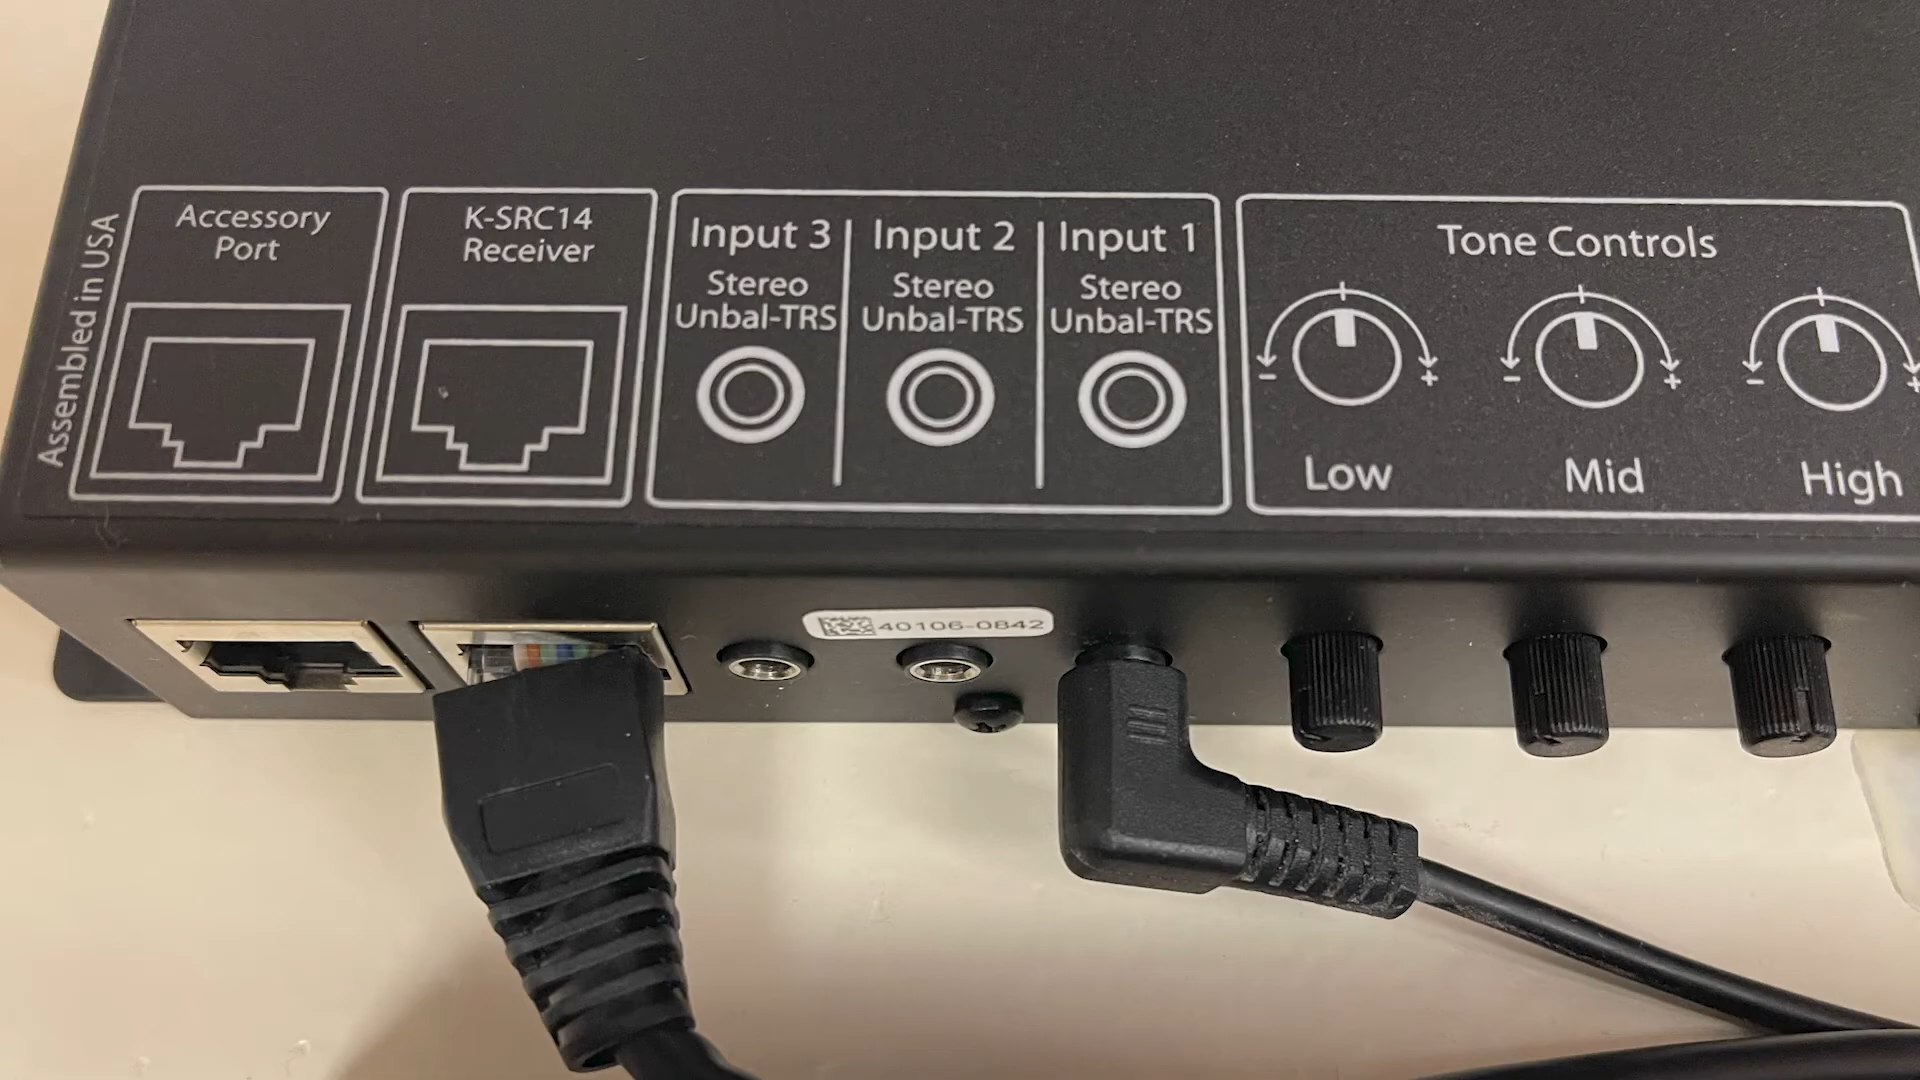 Assembled in USA
Accessory
Port
K-SRC14
Receiver
Input 3
Stereo
Unbal-TRS
Input 2
Stereo
Unbal-TRS
Input 1
Stereo
Unbal-TRS
Tone Controls
- +
Low
- +
Mid
- +
High
40106-0842